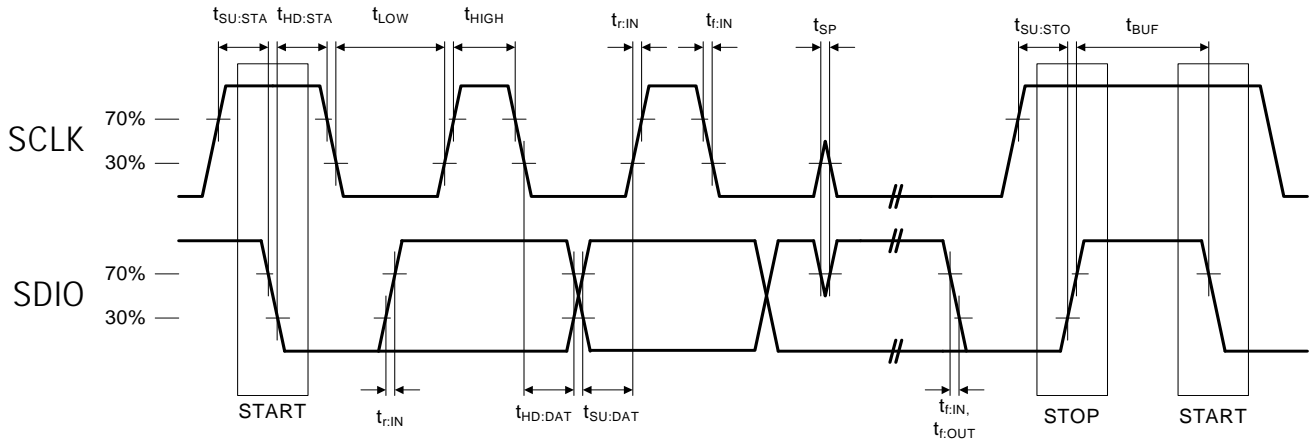 tSU:STA tHD:STA tLOW tHIGH tr:IN tf:IN tSP tSU:STO tBUF
SCLK
70%
30%
SDIO
70%
30%
START
tr:IN
tHD:DAT tSU:DAT
tf:IN,
tf:OUT
STOP
START